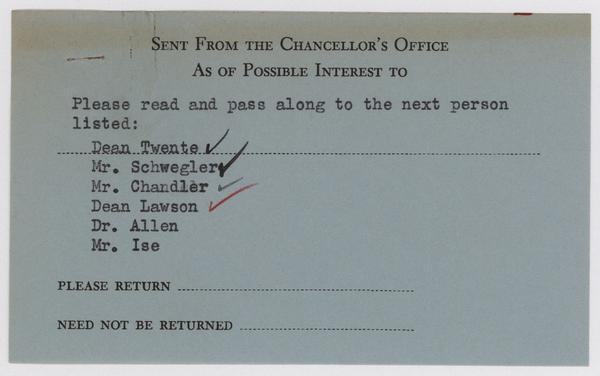 Sent From the Chancellor's Office
As of Possible Interest to
Please read and pass along to the next person
listed:
Dean Twente
Mr. Schwegler
Mr. Chandler
Dean Lawson
Dr. Allen
Mr. Ise
PLEASE RETURN
NEED NOT BE RETURNED